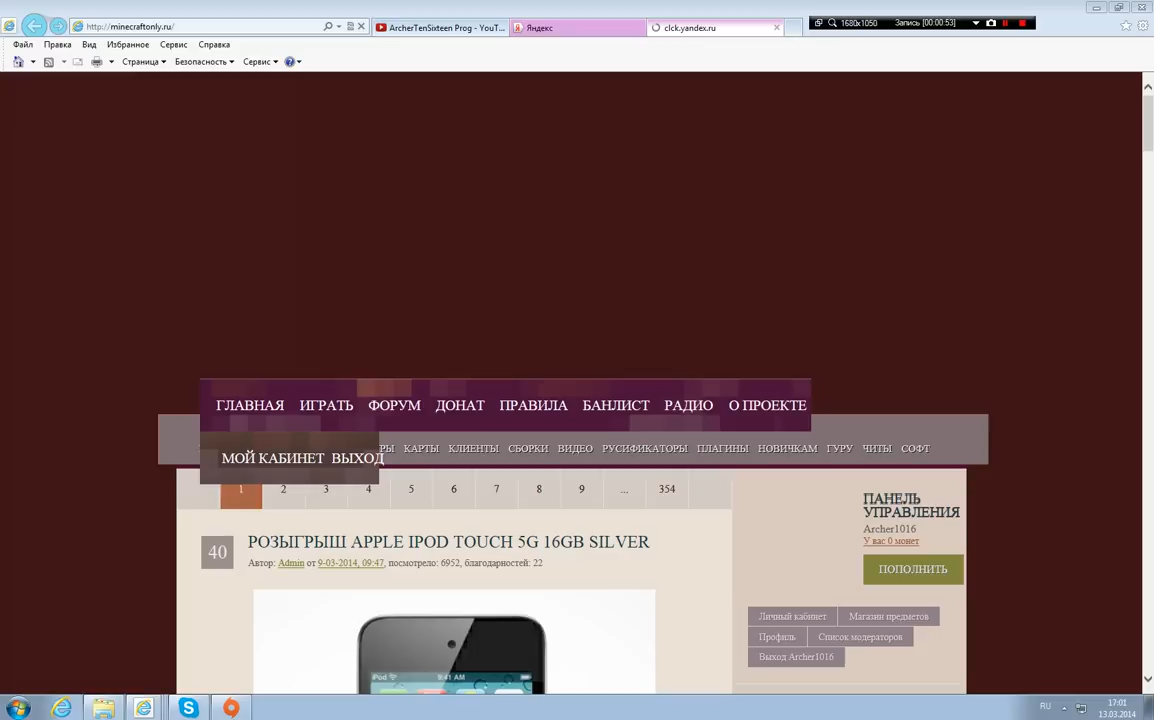 http://minecraftonly.ru/
ArcherTenSixteen Prog - YouT...
Яндекс
clck.yandex.ru
1680x1050
Запись [00:00:53]
Файл Правка Вид Избранное Сервис Справка
Страница Безопасность Сервис
ГЛАВНАЯ ИГРАТЬ ФОРУМ ДОНАТ ПРАВИЛА БАНЛИСТ РАДИО О ПРОЕКТЕ
РЫ КАРТЫ КЛИЕНТЫ СБОРКИ ВИДЕО РУСИФИКАТОРЫ ПЛАГИНЫ НОВИЧКАМ ГУРУ ЧИТЫ СОФТ
МОЙ КАБИНЕТ ВЫХОД
1 2 3 4 5 6 7 8 9 ... 354
40
РОЗЫГРЫШ APPLE IPOD TOUCH 5G 16GB SILVER
Автор: Admin от 9-03-2014, 09:47, посмотрело: 6952, благодарностей: 22
iPod 9:41 AM
ПАНЕЛЬ
УПРАВЛЕНИЯ
Archer1016
У вас 0 монет
ПОПОЛНИТЬ
Личный кабинет Магазин предметов
Профиль Список модераторов
Выход Archer1016
RU
17:01
13.03.2014